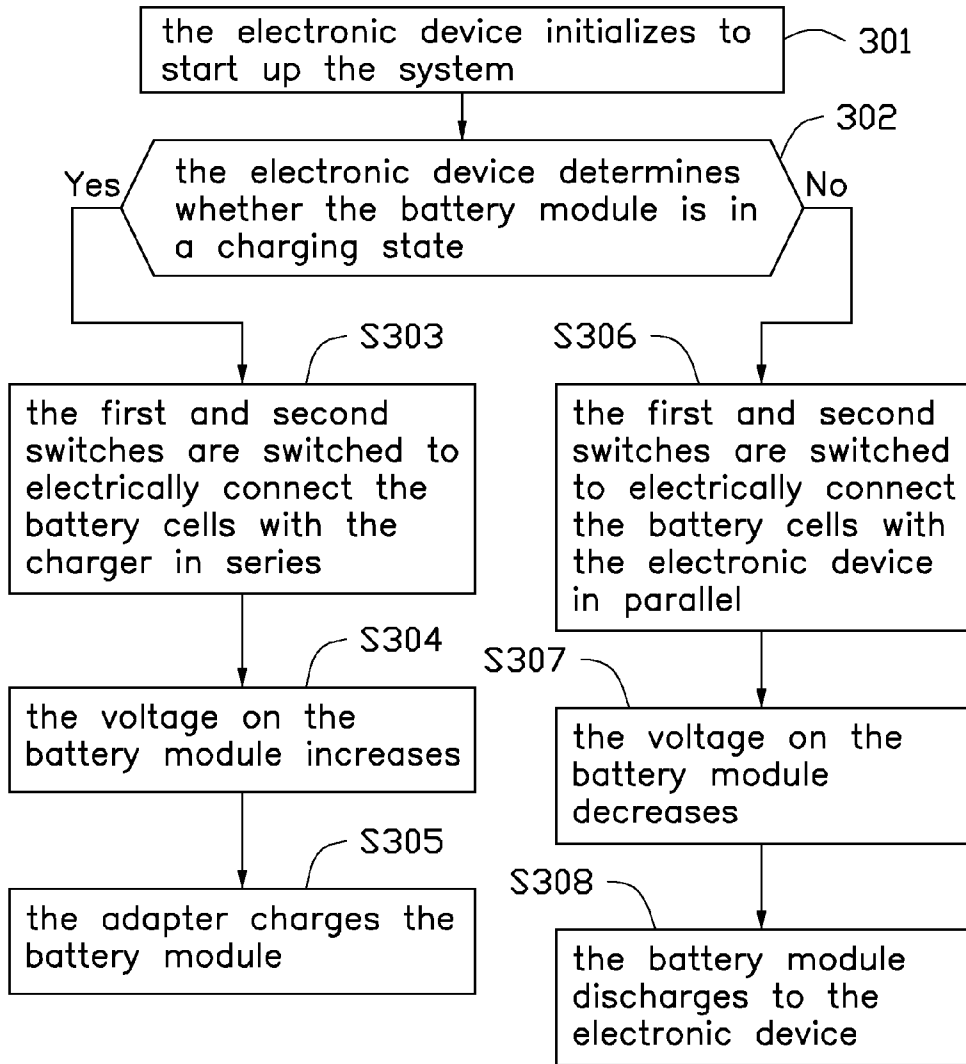 the electronic device initializes to
start up the system
301
302
the electronic device determines
whether the battery module is in
a charging state
Yes
No
S303
the first and second
switches are switched to
electrically connect the
battery cells with the
charger in series
S304
the voltage on the
battery module increases
S305
the adapter charges the
battery module
S306
the first and second
switches are switched
to electrically connect
the battery cells with
the electronic device
in parallel
S307
the voltage on the
battery module
decreases
S308
the battery module
discharges to the
electronic device